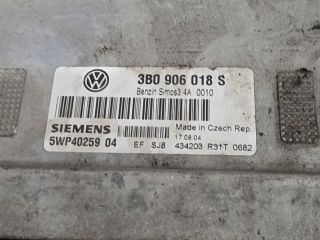 3B0 906 018 S
Benzin Simos3 4A 0010
SIEMENS
Made in Czech Rep.
5WP40259 04
17.08.04
EF SJ8 434203 R31T 0682